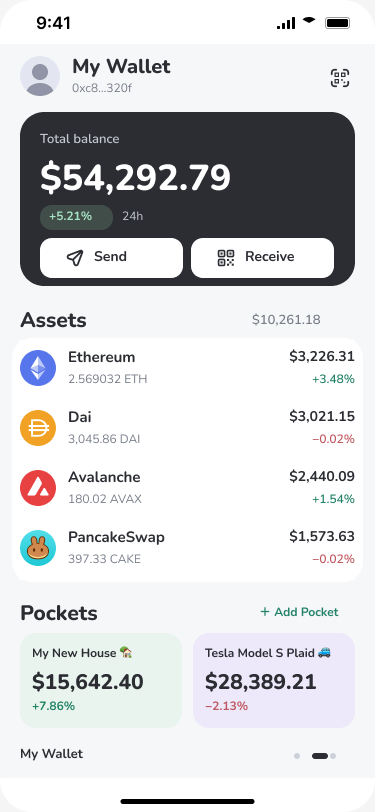 9:41
My Wallet
0xc8...320f
Total balance
$54,292.79
+5.21% 24h
Send Receive
Assets $10,261.18
Ethereum $3,226.31
2.569032 ETH +3.48%
Dai $3,021.15
3,045.86 DAI −0.02%
Avalanche $2,440.09
180.02 AVAX +1.54%
PancakeSwap $1,573.63
397.33 CAKE −0.02%
Pockets + Add Pocket
My New House 🏡 Tesla Model S Plaid 🚙
$15,642.40 $28,389.21
+7.86% −2.13%
My Wallet